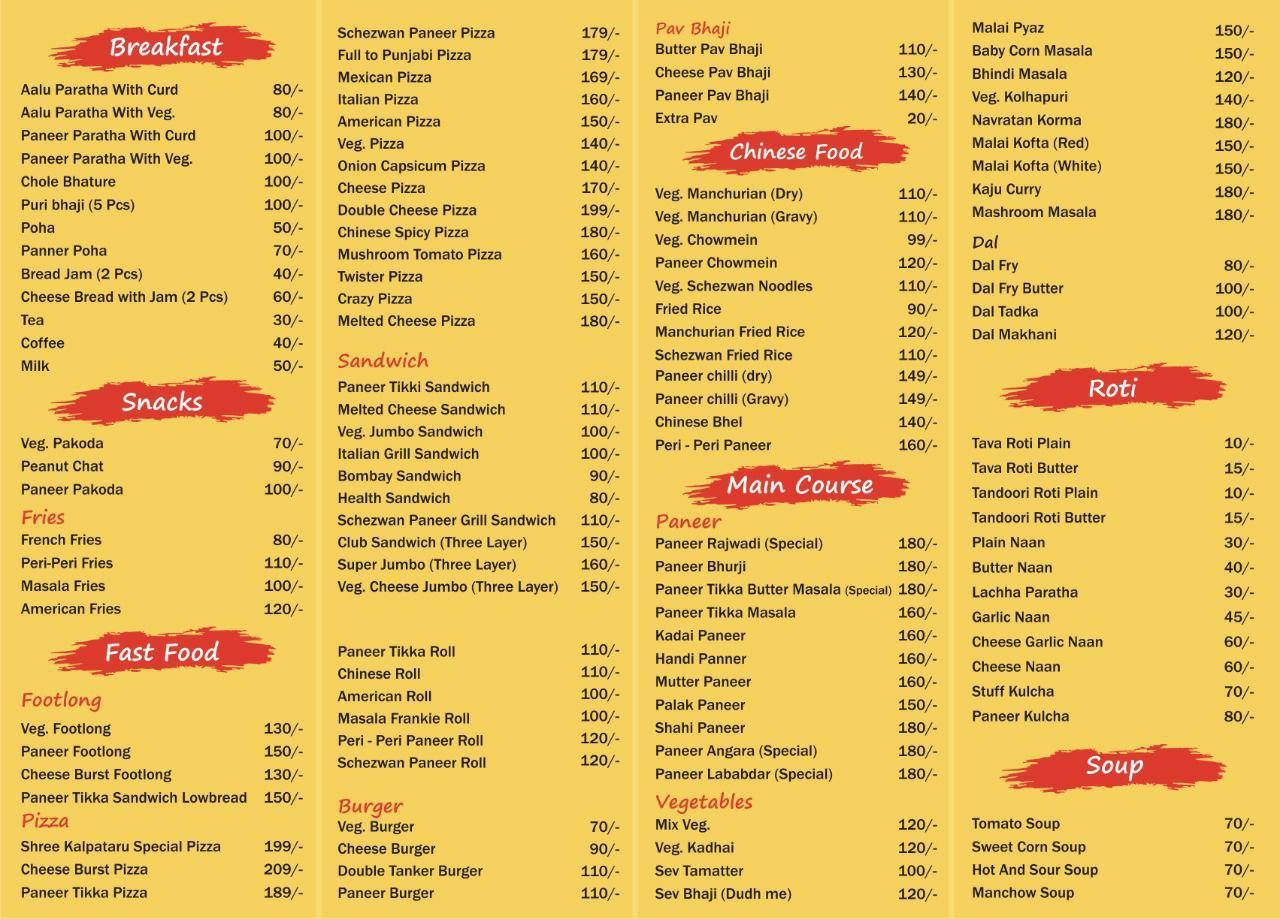 Breakfast
Aalu Paratha With Curd 80/-
Aalu Paratha With Veg. 80/-
Paneer Paratha With Curd 100/-
Paneer Paratha With Veg. 100/-
Chole Bhature 100/-
Puri bhaji (5 Pcs) 100/-
Poha 50/-
Panner Poha 70/-
Bread Jam (2 Pcs) 40/-
Cheese Bread with Jam (2 Pcs) 60/-
Tea 30/-
Coffee 40/-
Milk 50/-
Snacks
Veg. Pakoda 70/-
Peanut Chat 90/-
Paneer Pakoda 100/-
Fries
French Fries 80/-
Peri-Peri Fries 110/-
Masala Fries 100/-
American Fries 120/-
Fast Food
Footlong
Veg. Footlong 130/-
Paneer Footlong 150/-
Cheese Burst Footlong 130/-
Paneer Tikka Sandwich Lowbread 150/-
Pizza
Shree Kalpataru Special Pizza 199/-
Cheese Burst Pizza 209/-
Paneer Tikka Pizza 189/-
Schezwan Paneer Pizza 179/-
Full to Punjabi Pizza 179/-
Mexican Pizza 169/-
Italian Pizza 160/-
American Pizza 150/-
Veg. Pizza 140/-
Onion Capsicum Pizza 140/-
Cheese Pizza 170/-
Double Cheese Pizza 199/-
Chinese Spicy Pizza 180/-
Mushroom Tomato Pizza 160/-
Twister Pizza 150/-
Crazy Pizza 150/-
Melted Cheese Pizza 180/-
Sandwich
Paneer Tikki Sandwich 110/-
Melted Cheese Sandwich 110/-
Veg. Jumbo Sandwich 100/-
Italian Grill Sandwich 100/-
Bombay Sandwich 90/-
Health Sandwich 80/-
Schezwan Paneer Grill Sandwich 110/-
Club Sandwich (Three Layer) 150/-
Super Jumbo (Three Layer) 160/-
Veg. Cheese Jumbo (Three Layer) 150/-
Paneer Tikka Roll 110/-
Chinese Roll 110/-
American Roll 100/-
Masala Frankie Roll 100/-
Peri - Peri Paneer Roll 120/-
Schezwan Paneer Roll 120/-
Burger
Veg. Burger 70/-
Cheese Burger 90/-
Double Tanker Burger 110/-
Paneer Burger 110/-
Pav Bhaji
Butter Pav Bhaji 110/-
Cheese Pav Bhaji 130/-
Paneer Pav Bhaji 140/-
Extra Pav 20/-
Chinese Food
Veg. Manchurian (Dry) 110/-
Veg. Manchurian (Gravy) 110/-
Veg. Chowmein 99/-
Paneer Chowmein 120/-
Veg. Schezwan Noodles 110/-
Fried Rice 90/-
Manchurian Fried Rice 120/-
Schezwan Fried Rice 110/-
Paneer chilli (dry) 149/-
Paneer chilli (Gravy) 149/-
Chinese Bhel 140/-
Peri - Peri Paneer 160/-
Main Course
Paneer
Paneer Rajwadi (Special) 180/-
Paneer Bhurji 180/-
Paneer Tikka Butter Masala (Special) 180/-
Paneer Tikka Masala 160/-
Kadai Paneer 160/-
Handi Panner 160/-
Mutter Paneer 160/-
Palak Paneer 150/-
Shahi Paneer 180/-
Paneer Angara (Special) 180/-
Paneer Lababdar (Special) 180/-
Vegetables
Mix Veg. 120/-
Veg. Kadhai 120/-
Sev Tamatter 100/-
Sev Bhaji (Dudh me) 120/-
Malai Pyaz 150/-
Baby Corn Masala 150/-
Bhindi Masala 120/-
Veg. Kolhapuri 140/-
Navratan Korma 180/-
Malai Kofta (Red) 150/-
Malai Kofta (White) 150/-
Kaju Curry 180/-
Mashroom Masala 180/-
Dal
Dal Fry 80/-
Dal Fry Butter 100/-
Dal Tadka 100/-
Dal Makhani 120/-
Roti
Tava Roti Plain 10/-
Tava Roti Butter 15/-
Tandoori Roti Plain 10/-
Tandoori Roti Butter 15/-
Plain Naan 30/-
Butter Naan 40/-
Lachha Paratha 30/-
Garlic Naan 45/-
Cheese Garlic Naan 60/-
Cheese Naan 60/-
Stuff Kulcha 70/-
Paneer Kulcha 80/-
Soup
Tomato Soup 70/-
Sweet Corn Soup 70/-
Hot And Sour Soup 70/-
Manchow Soup 70/-